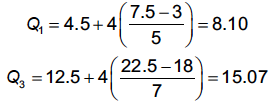 Q₁ = 4.5 + 4(7.5 − 3 / 5) = 8.10
Q₃ = 12.5 + 4(22.5 − 18 / 7) = 15.07